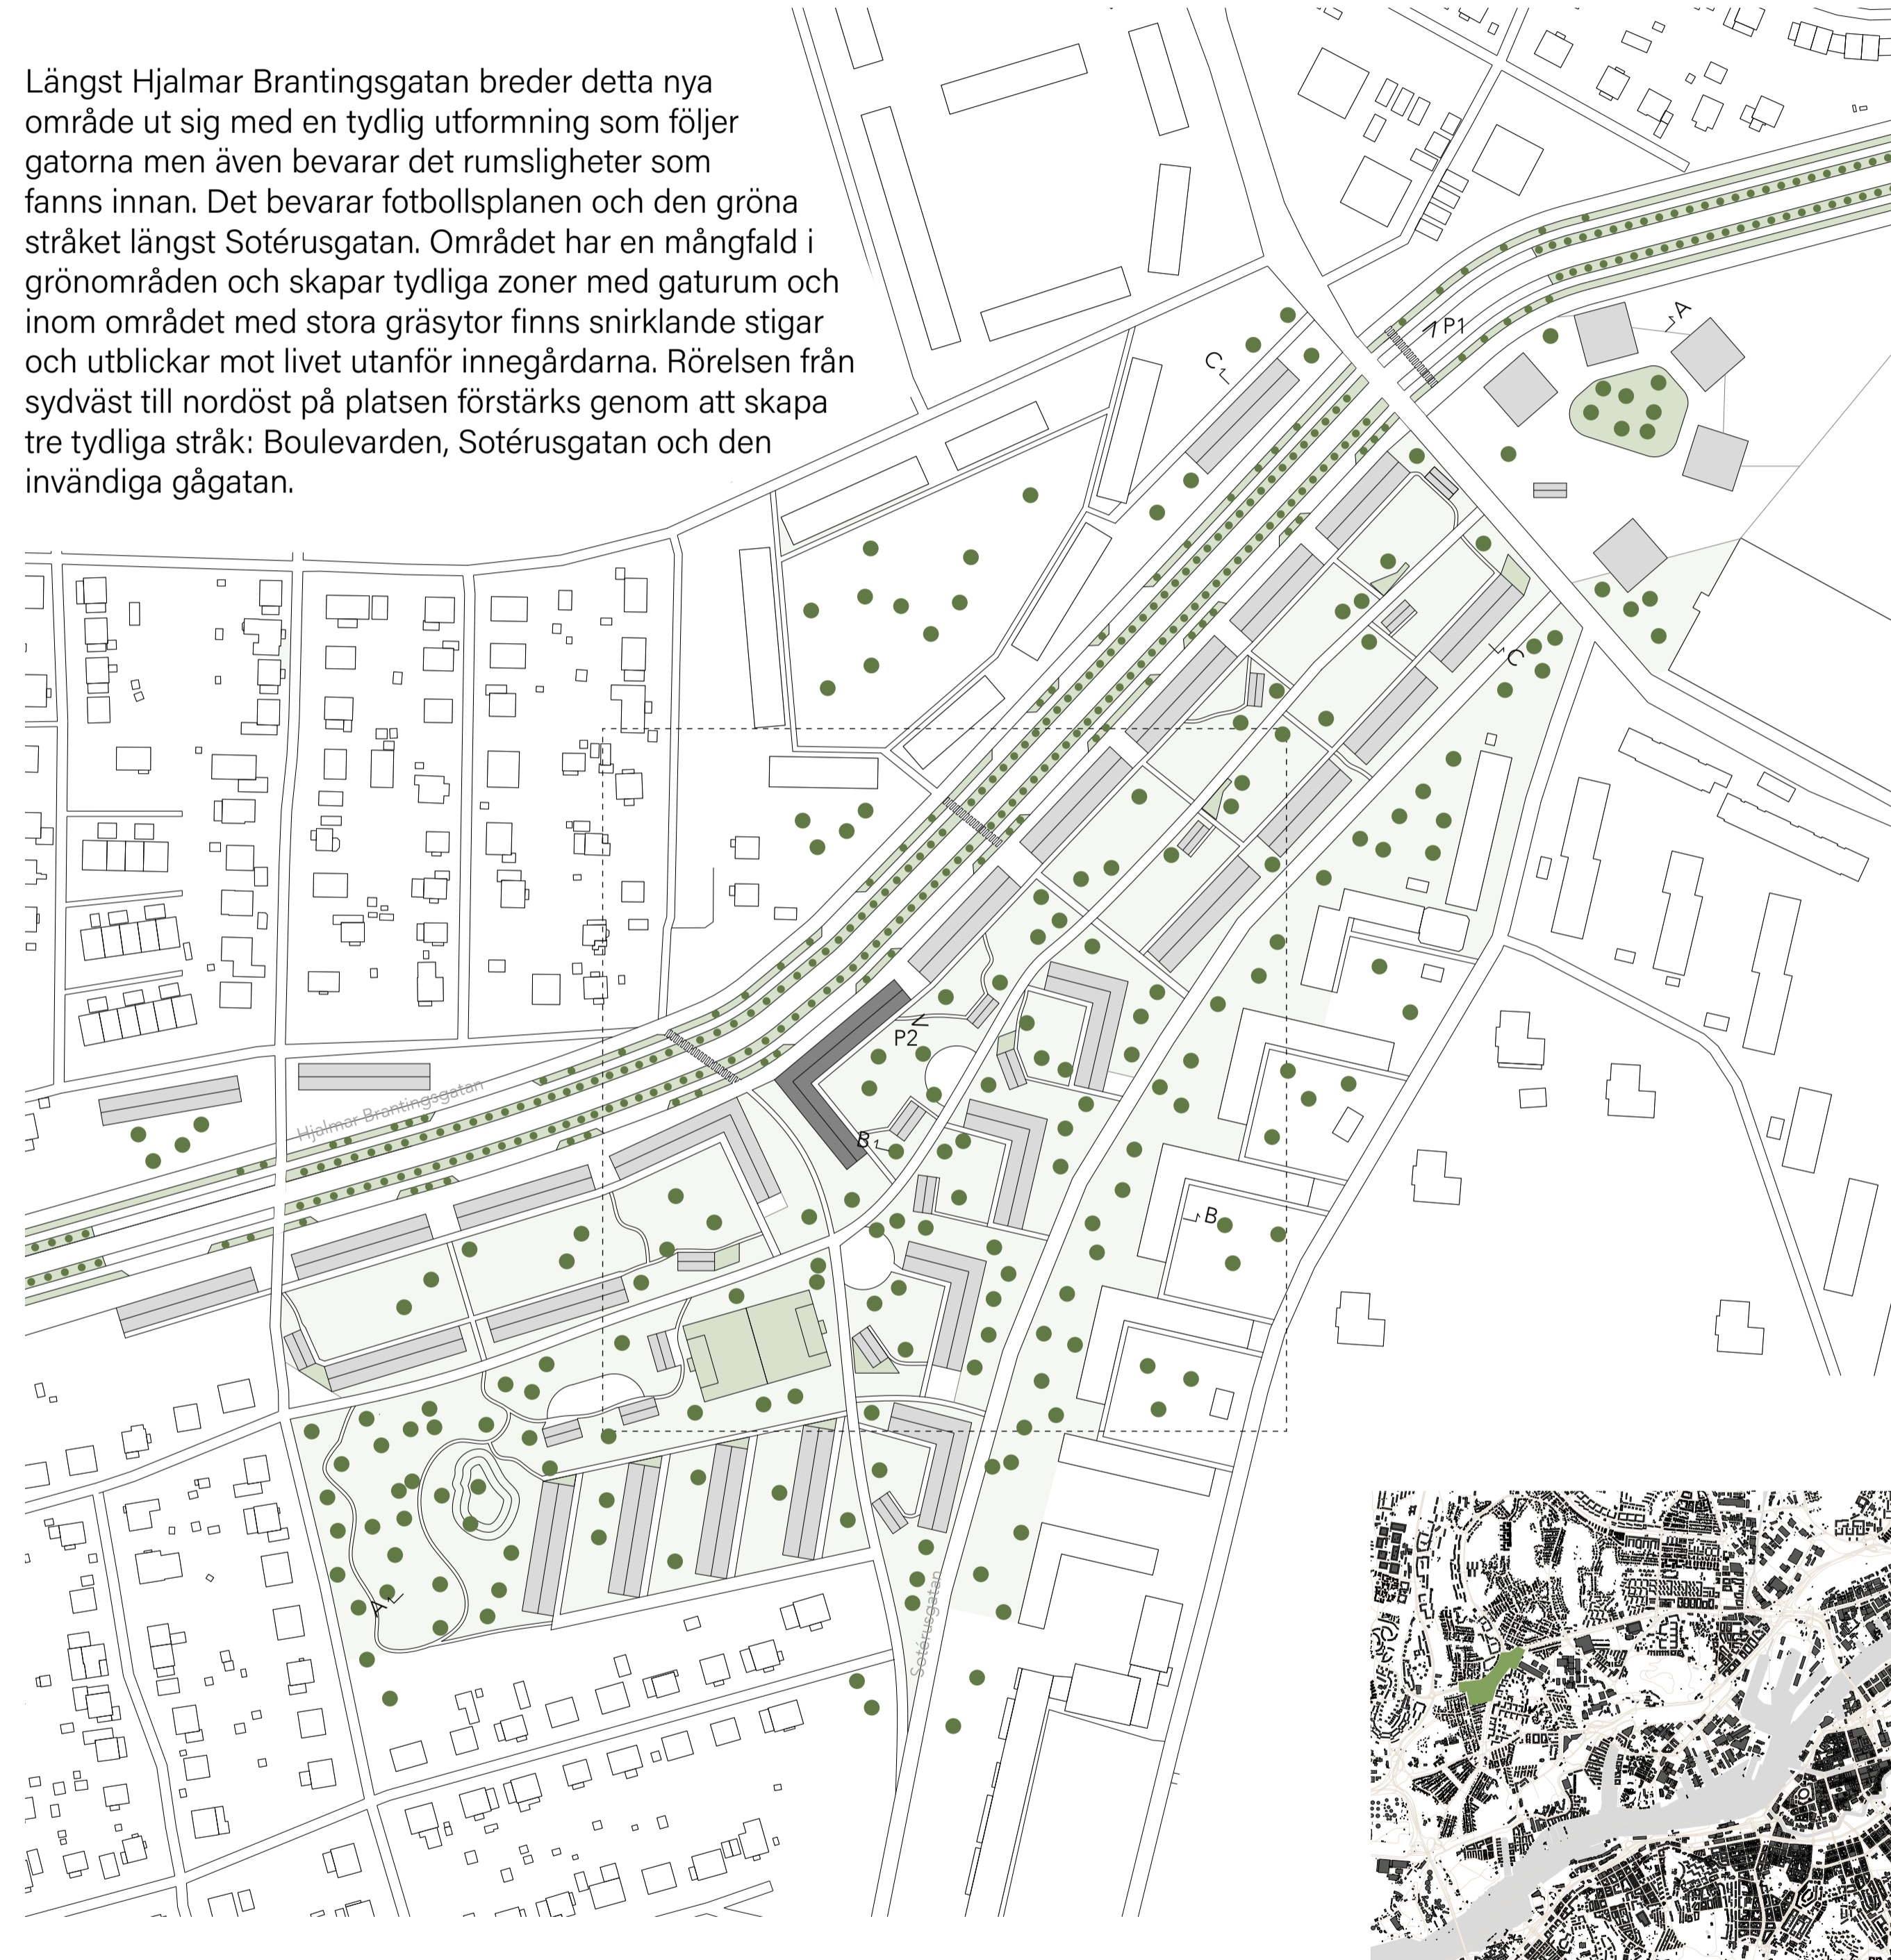 Längst Hjalmar Brantingsgatan breder detta nya
område ut sig med en tydlig utformning som följer
gatorna men även bevarar det rumsligheter som
fanns innan. Det bevarar fotbollsplanen och den gröna
stråket längst Sotérusgatan. Området har en mångfald i
grönområden och skapar tydliga zoner med gaturum och
inom området med stora gräsytor finns snirklande stigar
och utblickar mot livet utanför innegårdarna. Rörelsen från
sydväst till nordöst på platsen förstärks genom att skapa
tre tydliga stråk: Boulevarden, Sotérusgatan och den
invändiga gågatan.
A
P1
C
C
P2
Hjalmar Brantingsgatan
B
B
A
Sotérusgatan